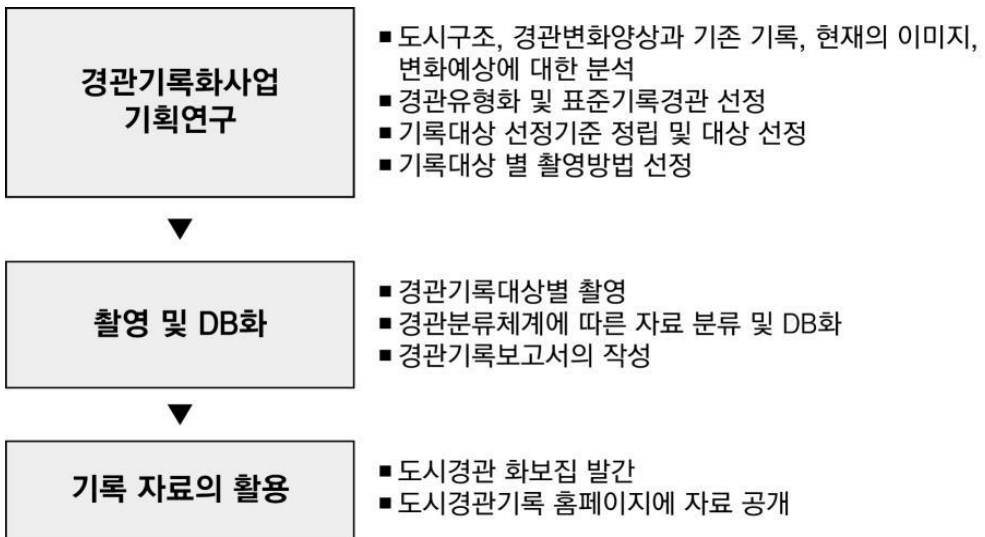 경관기록화사업
기획연구
■ 도시구조, 경관변화양상과 기존 기록, 현재의 이미지,
변화예상에 대한 분석
■ 경관유형화 및 표준기록경관 선정
■ 기록대상 선정기준 정립 및 대상 선정
■ 기록대상 별 촬영방법 선정
▼
촬영 및 DB화
■ 경관기록대상별 촬영
■ 경관분류체계에 따른 자료 분류 및 DB화
■ 경관기록보고서의 작성
▼
기록 자료의 활용
■ 도시경관 화보집 발간
■ 도시경관기록 홈페이지에 자료 공개